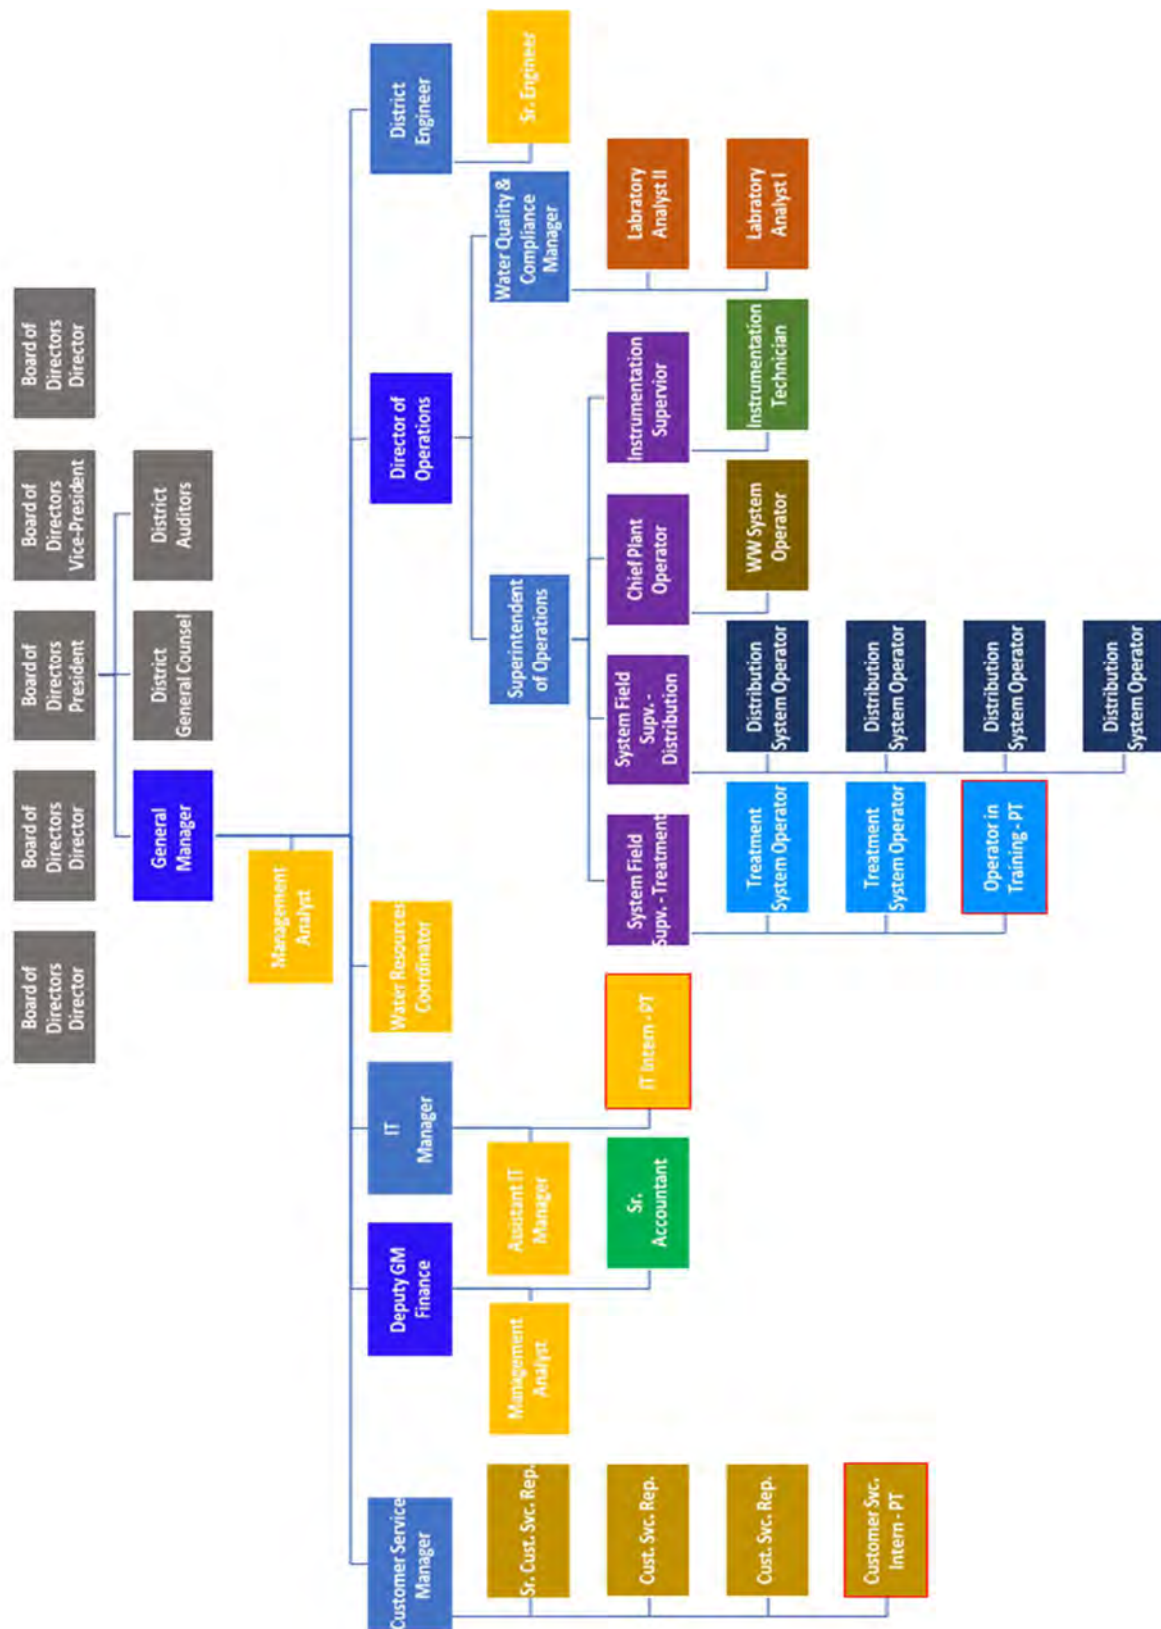 Board of
Directors
Director
Board of
Directors
Director
Board of
Directors
President
Board of
Directors
Vice-President
Board of
Directors
Director
General
Manager
District
General Counsel
District
Auditors
Management
Analyst
Customer Service
Manager
Deputy GM
Finance
IT
Manager
Water Resources
Coordinator
Director of
Operations
District
Engineer
Sr. Cust. Svc. Rep.
Management
Analyst
Assistant IT
Manager
Superintendent
of Operations
Water Quality &
Compliance
Manager
Sr. Engineer
Cust. Svc. Rep.
Sr.
Accountant
IT Intern - PT
System Field
Supv. - Treatment
System Field
Supv. -
Distribution
Chief Plant
Operator
Instrumentation
Supervior
Labratory
Analyst II
Cust. Svc. Rep.
Treatment
System Operator
Distribution
System Operator
WW System
Operator
Instrumentation
Technician
Labratory
Analyst I
Customer Svc.
Intern - PT
Treatment
System Operator
Distribution
System Operator
Operator in
Training - PT
Distribution
System Operator
Distribution
System Operator